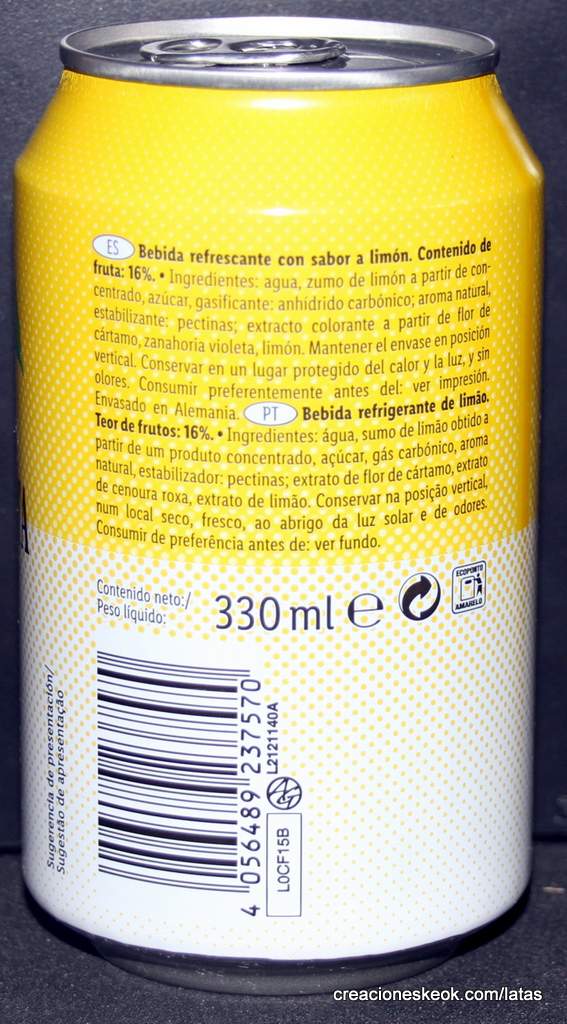 ES Bebida refrescante con sabor a limón. Contenido de
fruta: 16%. • Ingredientes: agua, zumo de limón a partir de con-
centrado, azúcar, gasificante: anhídrido carbónico; aroma natural,
estabilizante: pectinas; extracto colorante a partir de flor de
cártamo, zanahoria violeta, limón. Mantener el envase en posición
vertical. Conservar en un lugar protegido del calor y la luz, y sin
olores. Consumir preferentemente antes del: ver impresión.
Envasado en Alemania. PT Bebida refrigerante de limão.
Teor de frutos: 16%. • Ingredientes: água, sumo de limão obtido a
partir de um produto concentrado, açúcar, gás carbónico, aroma
natural, estabilizador: pectinas; extrato de flor de cártamo, extrato
de cenoura roxa, extrato de limão. Conservar na posição vertical,
num local seco, fresco, ao abrigo da luz solar e de odores.
Consumir de preferência antes de: ver fundo.
Contenido neto:/
Peso líquido:
330 ml e
ECOPONTO
AMARELO
Sugerencia de presentación/
Sugestão de apresentação
4 056489 237570
L2121140A
L0CF15B
creacioneskeok.com/latas